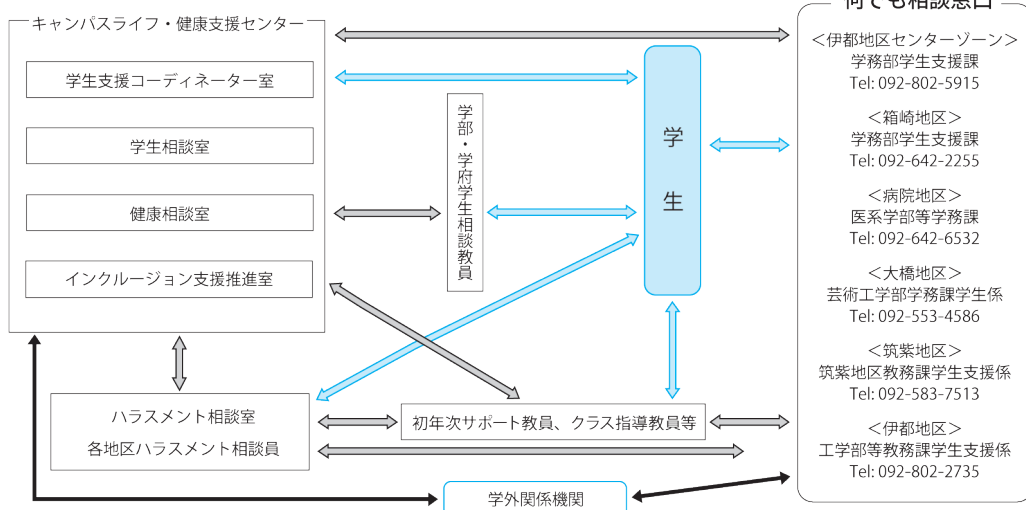 キャンパスライフ・健康支援センター
学生支援コーディネーター室
学生相談室
健康相談室
インクルージョン支援推進室
学部・学府学生相談教員
学生
ハラスメント相談室
各地区ハラスメント相談員
初年次サポート教員、クラス指導教員等
学外関係機関
何でも相談窓口
＜伊都地区センターゾーン＞
学務部学生支援課
Tel: 092-802-5915
＜箱崎地区＞
学務部学生支援課
Tel: 092-642-2255
＜病院地区＞
医系学部等学務課
Tel: 092-642-6532
＜大橋地区＞
芸術工学部学務課学生係
Tel: 092-553-4586
＜筑紫地区＞
筑紫地区教務課学生支援係
Tel: 092-583-7513
＜伊都地区＞
工学部等教務課学生支援係
Tel: 092-802-2735